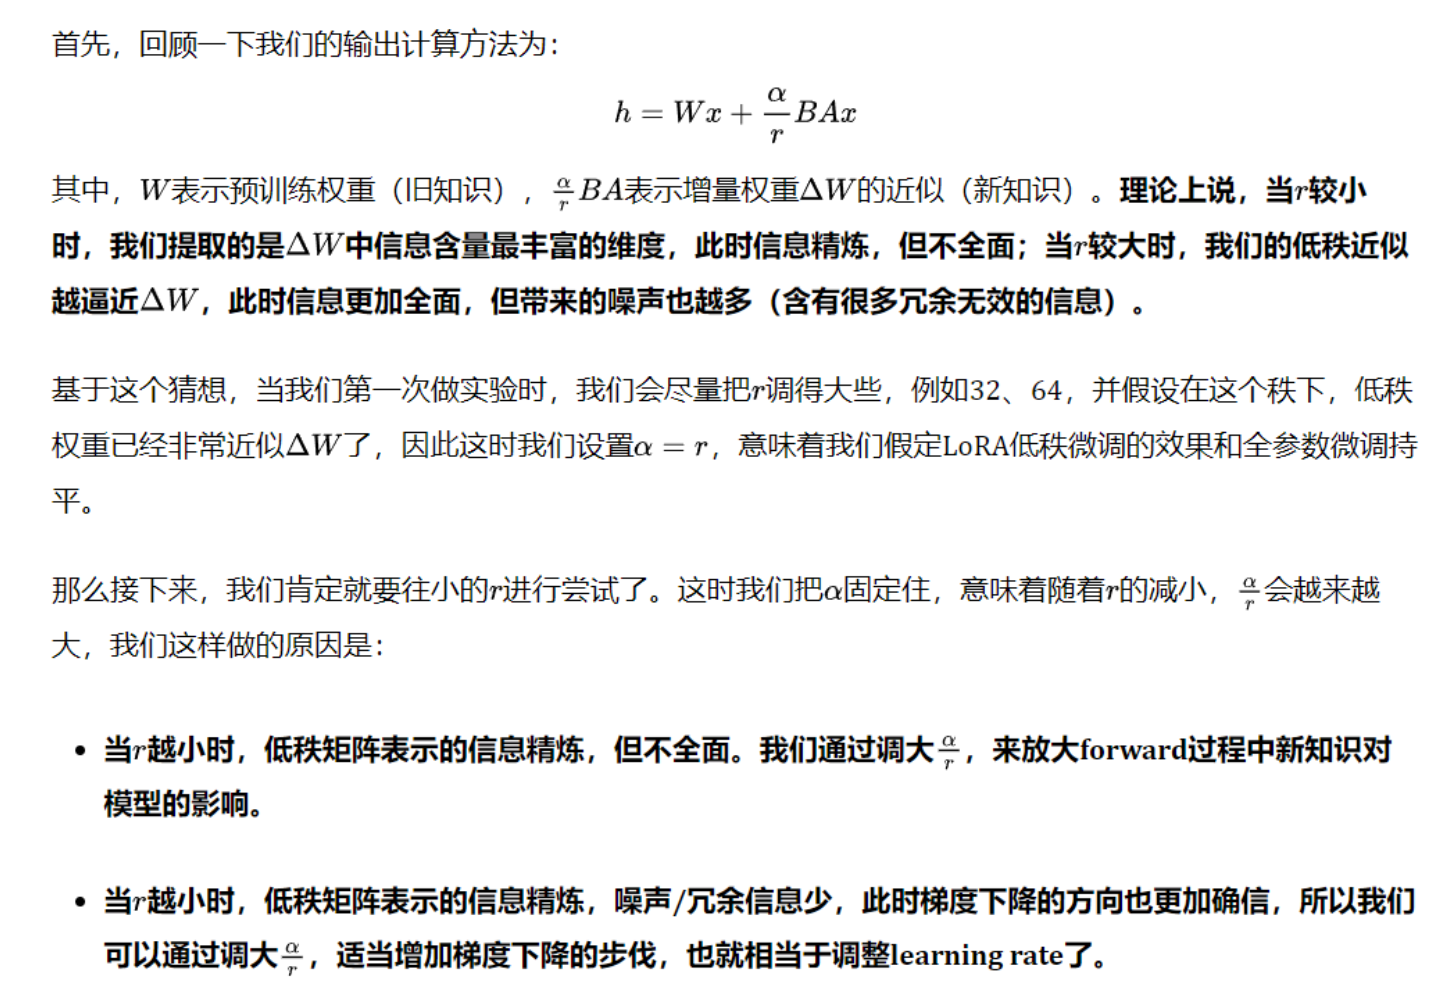 首先，回顾一下我们的输出计算方法为：
h = Wx + \frac{α}{r} BAx
其中，W表示预训练权重（旧知识），\frac{α}{r}BA表示增量权重ΔW的近似（新知识）。理论上说，当r较小
时，我们提取的是ΔW中信息含量最丰富的维度，此时信息精炼，但不全面；当r较大时，我们的低秩近似
越逼近ΔW，此时信息更加全面，但带来的噪声也越多（含有很多冗余无效的信息）。
基于这个猜想，当我们第一次做实验时，我们会尽量把r调得大些，例如32、64，并假设在这个秩下，低秩
权重已经非常近似ΔW了，因此这时我们设置α = r，意味着我们假定LoRA低秩微调的效果和全参数微调持
平。
那么接下来，我们肯定就要往小的r进行尝试了。这时我们把α固定住，意味着随着r的减小，\frac{α}{r}会越来越
大，我们这样做的原因是：
• 当r越小时，低秩矩阵表示的信息精炼，但不全面。我们通过调大\frac{α}{r}，来放大forward过程中新知识对
模型的影响。
• 当r越小时，低秩矩阵表示的信息精炼，噪声/冗余信息少，此时梯度下降的方向也更加确信，所以我们
可以通过调大\frac{α}{r}，适当增加梯度下降的步伐，也就相当于调整learning rate了。